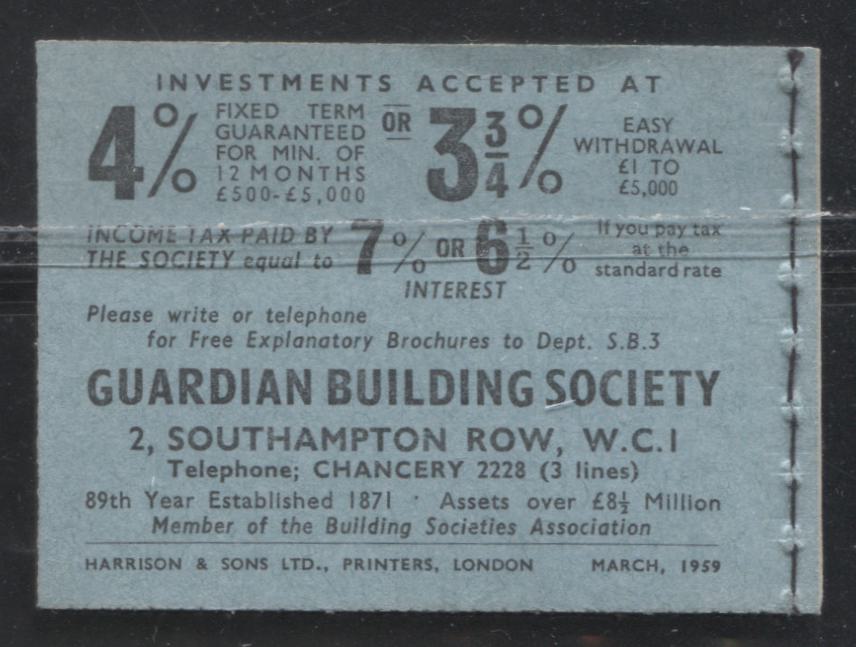 INVESTMENTS ACCEPTED AT
4% FIXED TERM GUARANTEED FOR MIN. OF 12 MONTHS £500-£5,000 OR 3¾% EASY WITHDRAWAL £1 TO £5,000
INCOME TAX PAID BY THE SOCIETY equal to 7% OR 6½% If you pay tax at the standard rate
INTEREST
Please write or telephone
for Free Explanatory Brochures to Dept. S.B.3
GUARDIAN BUILDING SOCIETY
2, SOUTHAMPTON ROW, W.C.I
Telephone; CHANCERY 2228 (3 lines)
89th Year Established 1871 · Assets over £8½ Million
Member of the Building Societies Association
HARRISON & SONS LTD., PRINTERS, LONDON MARCH, 1959